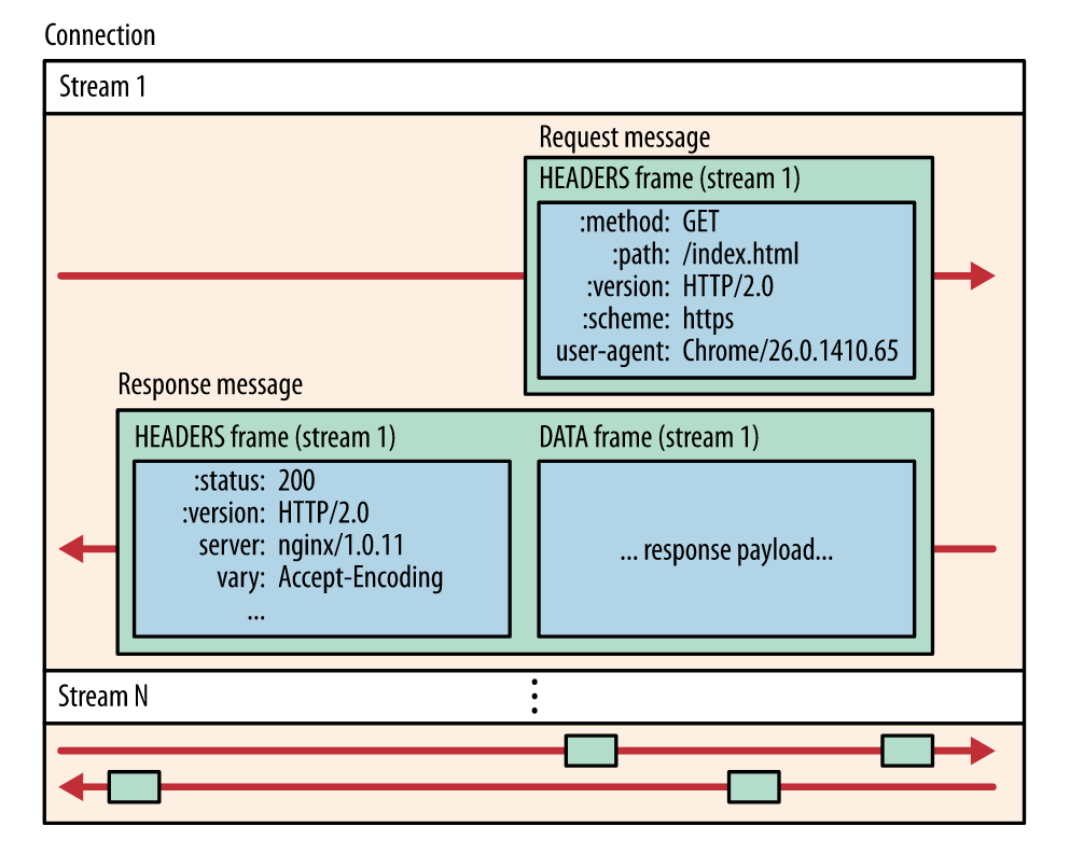 Connection
Stream 1
Request message
HEADERS frame (stream 1)
:method: GET
:path: /index.html
:version: HTTP/2.0
:scheme: https
user-agent: Chrome/26.0.1410.65
Response message
HEADERS frame (stream 1)
:status: 200
:version: HTTP/2.0
server: nginx/1.0.11
vary: Accept-Encoding
...
DATA frame (stream 1)
... response payload...
Stream N